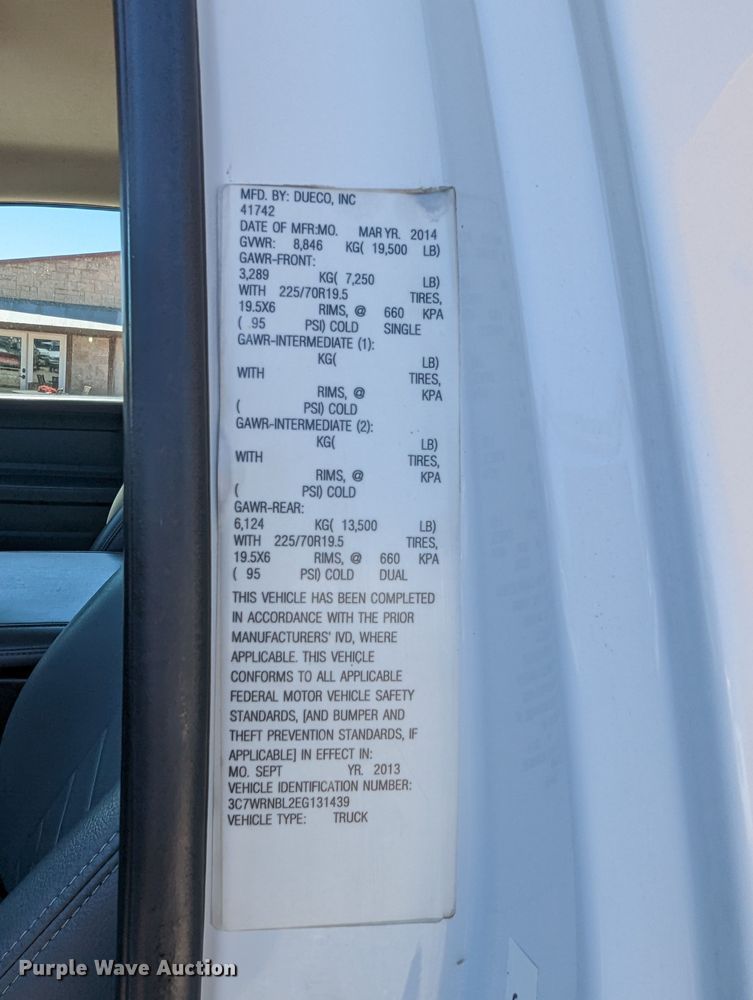 MFD. BY: DUECO, INC
41742
DATE OF MFR:MO. MAR YR. 2014
GVWR: 8,846 KG( 19,500 LB)
GAWR-FRONT:
3,289 KG( 7,250 LB)
WITH 225/70R19.5 TIRES,
19.5X6 RIMS, @ 660 KPA
( 95 PSI) COLD SINGLE
GAWR-INTERMEDIATE (1):
KG( LB)
WITH TIRES,
RIMS, @ KPA
( PSI) COLD
GAWR-INTERMEDIATE (2):
KG( LB)
WITH TIRES,
RIMS, @ KPA
( PSI) COLD
GAWR-REAR:
6,124 KG( 13,500 LB)
WITH 225/70R19.5 TIRES,
19.5X6 RIMS, @ 660 KPA
( 95 PSI) COLD DUAL
THIS VEHICLE HAS BEEN COMPLETED
IN ACCORDANCE WITH THE PRIOR
MANUFACTURERS' IVD, WHERE
APPLICABLE. THIS VEHICLE
CONFORMS TO ALL APPLICABLE
FEDERAL MOTOR VEHICLE SAFETY
STANDARDS, [AND BUMPER AND
THEFT PREVENTION STANDARDS, IF
APPLICABLE] IN EFFECT IN:
MO. SEPT YR. 2013
VEHICLE IDENTIFICATION NUMBER:
3C7WRNBL2EG131439
VEHICLE TYPE: TRUCK
Purple Wave Auction